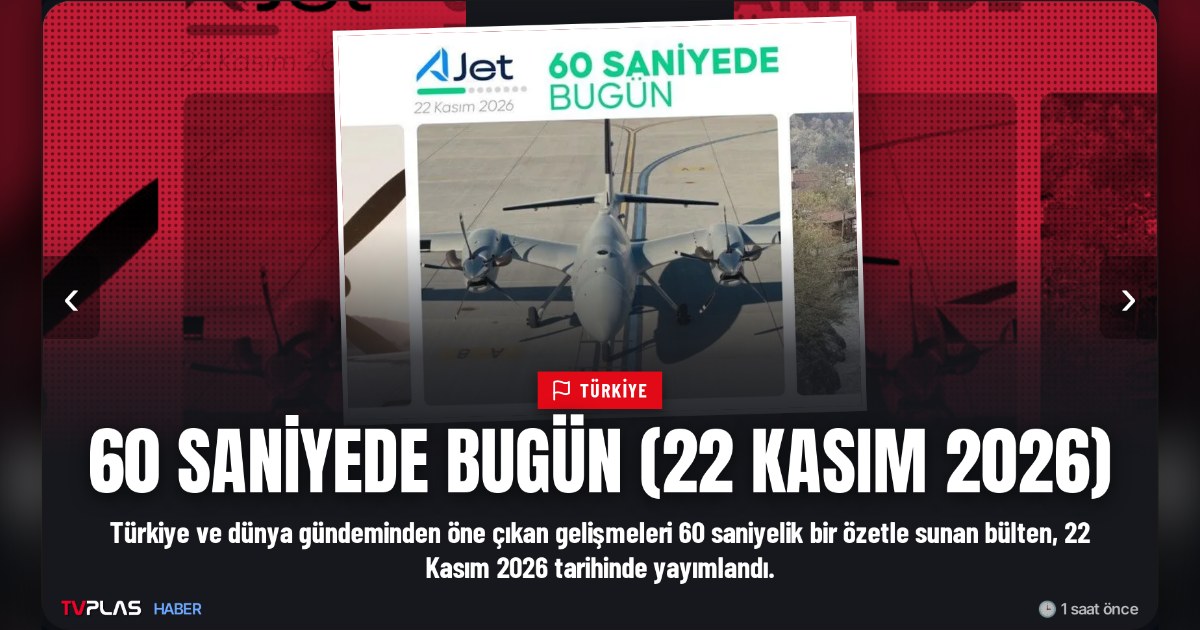 AJet
60 SANİYEDE
BUGÜN
22 Kasım 2026
TÜRKİYE
60 SANİYEDE BUGÜN (22 KASIM 2026)
Türkiye ve dünya gündeminden öne çıkan gelişmeleri 60 saniyelik bir özetle sunan bülten, 22
Kasım 2026 tarihinde yayımlandı.
TVPLAS HABER
1 saat önce